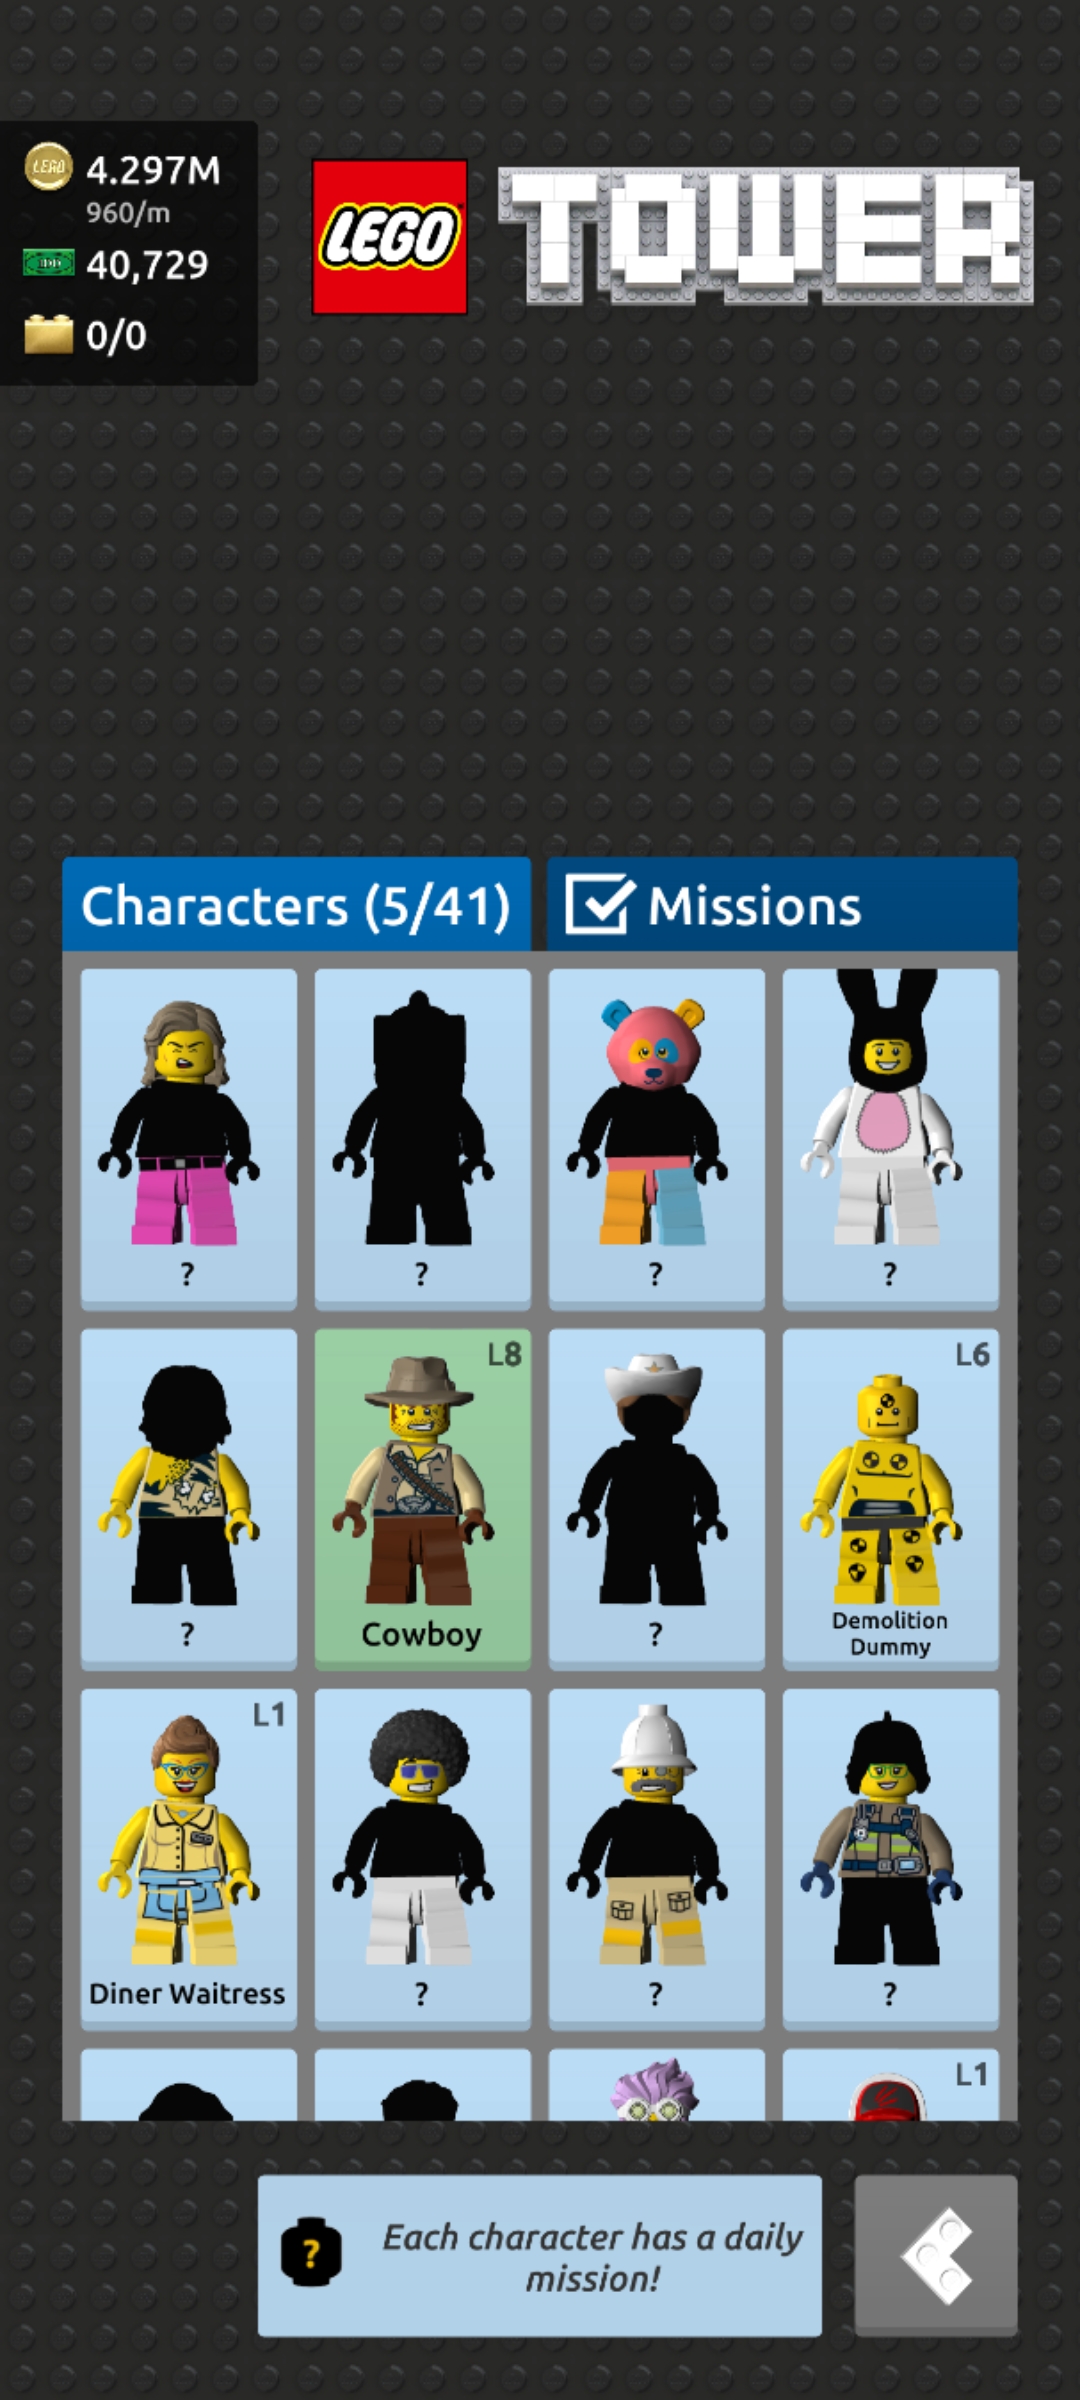 4.297M
960/m
40,729
0/0
LEGO
TOWER
Characters (5/41)
Missions
?
?
?
?
L8
L6
?
Cowboy
?
Demolition
Dummy
L1
Diner Waitress
?
?
?
L1
?
Each character has a daily
mission!